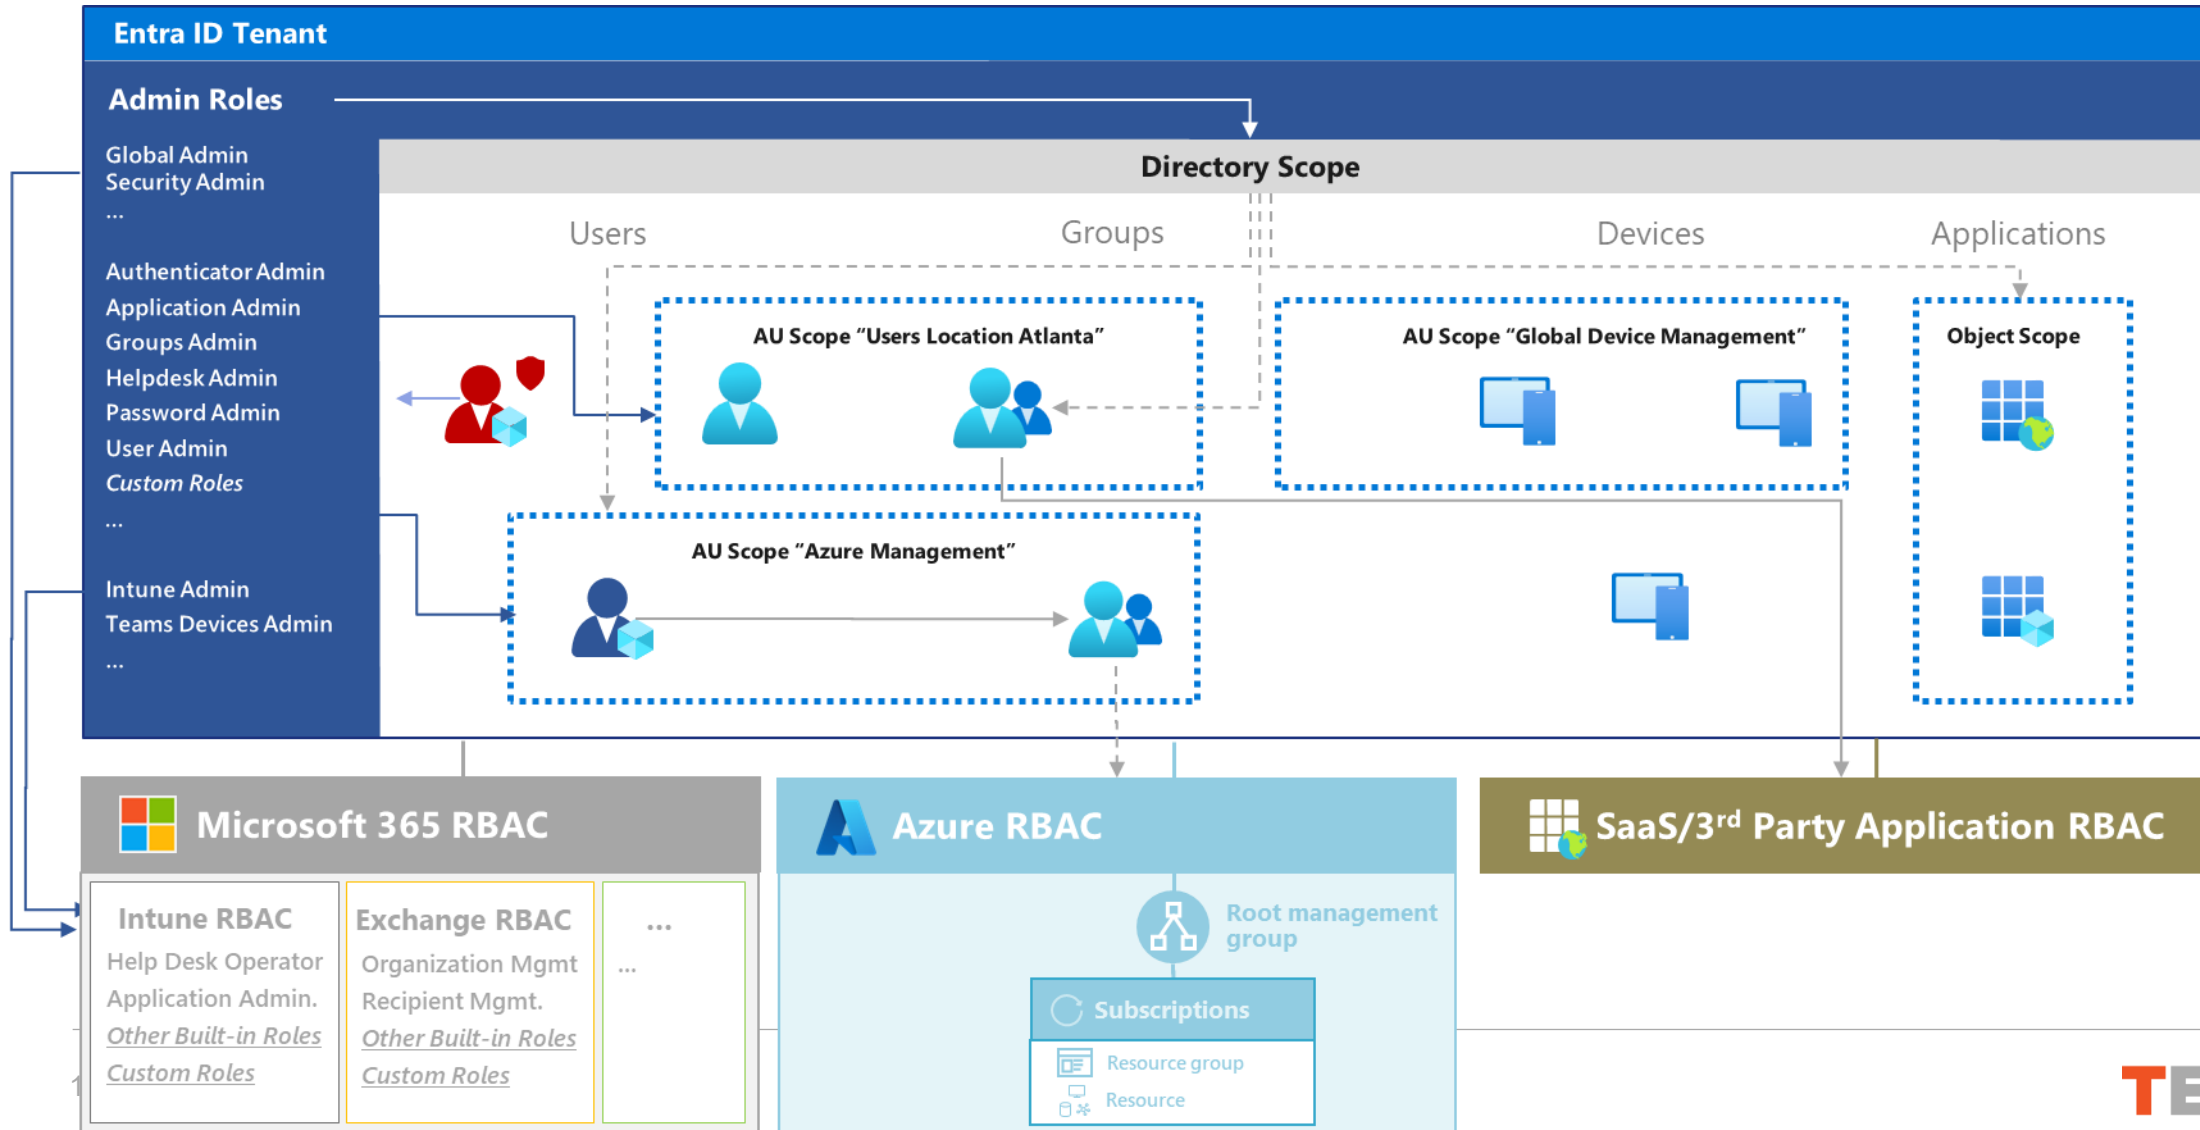 Entra ID Tenant
Admin Roles
Global Admin
Security Admin
...
Authenticator Admin
Application Admin
Groups Admin
Helpdesk Admin
Password Admin
User Admin
Custom Roles
...
Intune Admin
Teams Devices Admin
...
Directory Scope
Users
Groups
Devices
Applications
AU Scope “Users Location Atlanta”
AU Scope “Global Device Management”
Object Scope
AU Scope “Azure Management”
Microsoft 365 RBAC
Intune RBAC
Help Desk Operator
Application Admin.
Other Built-in Roles
Custom Roles
Exchange RBAC
Organization Mgmt
Recipient Mgmt.
Other Built-in Roles
Custom Roles
...
...
Azure RBAC
Root management
group
Subscriptions
Resource group
Resource
SaaS/3rd Party Application RBAC
TE